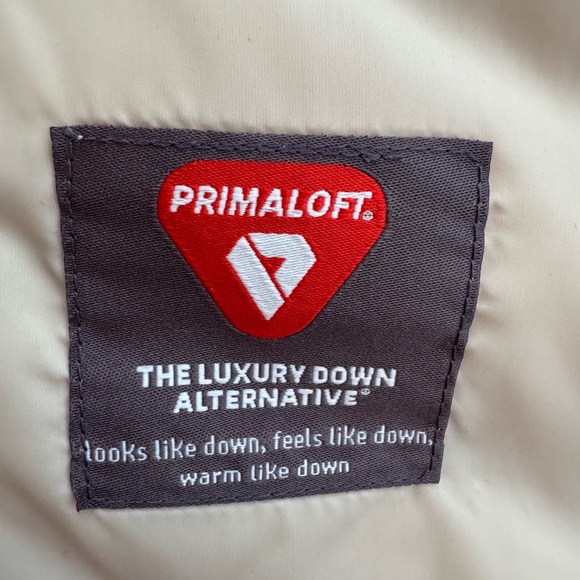 PRIMALOFT®
THE LUXURY DOWN
ALTERNATIVE®
looks like down, feels like down,
warm like down